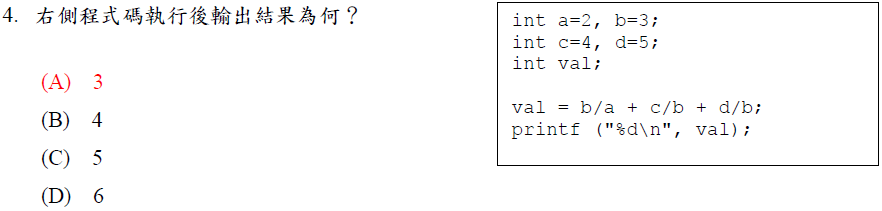 4. 右側程式碼執行後輸出結果為何？
(A) 3
(B) 4
(C) 5
(D) 6
int a=2, b=3;
int c=4, d=5;
int val;
val = b/a + c/b + d/b;
printf ("%d\n", val);